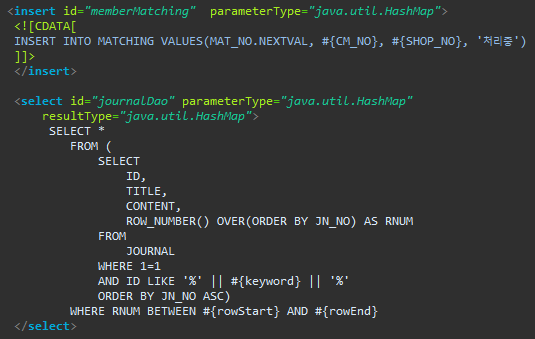 <insert id="memberMatching"  parameterType="java.util.HashMap">
<![CDATA[
INSERT INTO MATCHING VALUES(MAT_NO.NEXTVAL, #{CM_NO}, #{SHOP_NO}, '처리중')
]]>
</insert>
<select id="journalDao" parameterType="java.util.HashMap"
resultType="java.util.HashMap">
SELECT *
FROM (
SELECT
ID,
TITLE,
CONTENT,
ROW_NUMBER() OVER(ORDER BY JN_NO) AS RNUM
FROM
JOURNAL
WHERE 1=1
AND ID LIKE '%' || #{keyword} || '%'
ORDER BY JN_NO ASC)
WHERE RNUM BETWEEN #{rowStart} AND #{rowEnd}
</select>